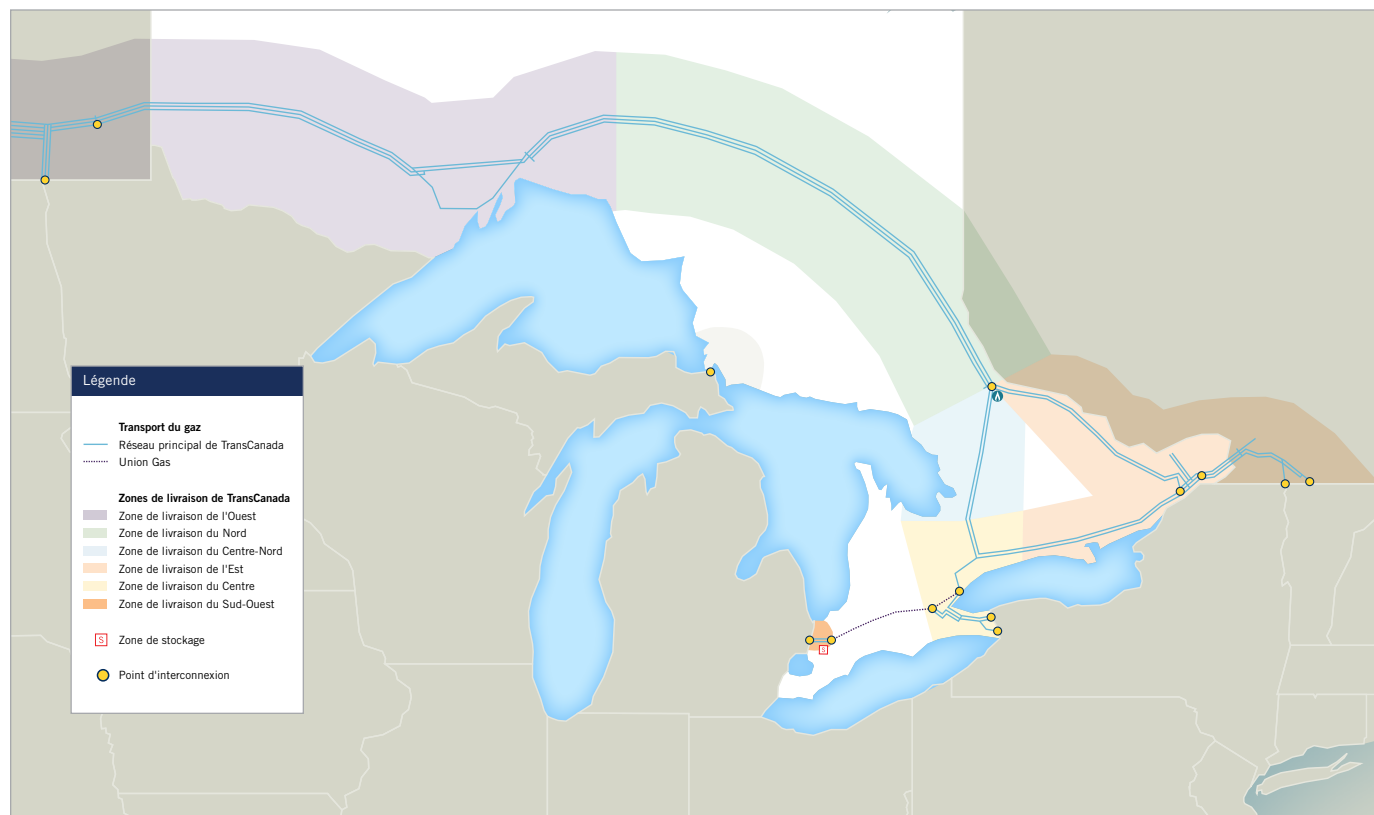 Légende
Transport du gaz
Réseau principal de TransCanada
Union Gas
Zones de livraison de TransCanada
Zone de livraison de l'Ouest
Zone de livraison du Nord
Zone de livraison du Centre-Nord
Zone de livraison de l'Est
Zone de livraison du Centre
Zone de livraison du Sud-Ouest
S
Zone de stockage
Point d'interconnexion
S